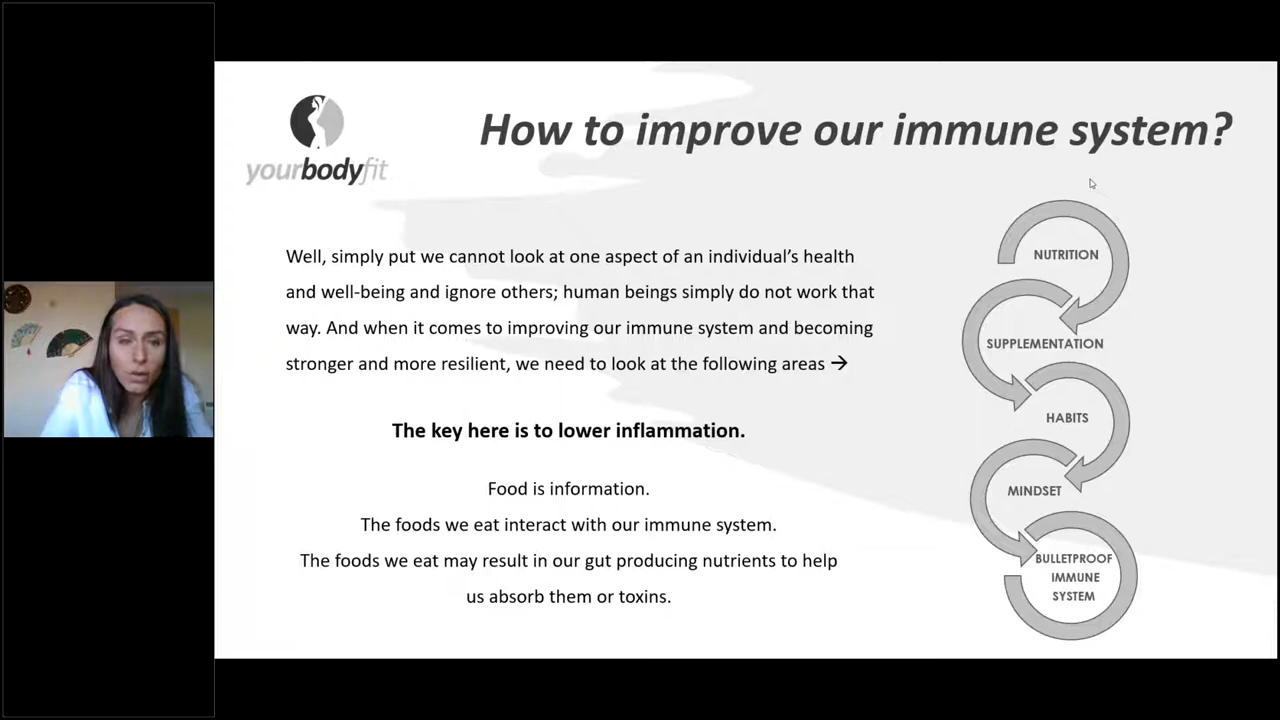 yourbodyfit
How to improve our immune system?
Well, simply put we cannot look at one aspect of an individual's health
and well-being and ignore others; human beings simply do not work that
way. And when it comes to improving our immune system and becoming
stronger and more resilient, we need to look at the following areas →
The key here is to lower inflammation.
Food is information.
The foods we eat interact with our immune system.
The foods we eat may result in our gut producing nutrients to help
us absorb them or toxins.
NUTRITION
SUPPLEMENTATION
HABITS
MINDSET
BULLETPROOF
IMMUNE
SYSTEM